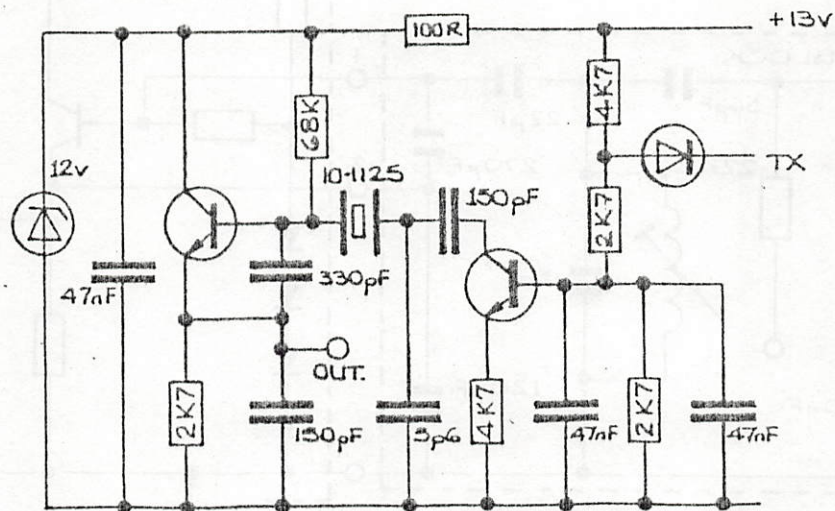 +13v
100R
4K7
68K
12v
10-1125
TX
150pF
2K7
330pF
47nF
OUT.
2K7
150pF
5p6
4K7
47nF
2K7
47nF